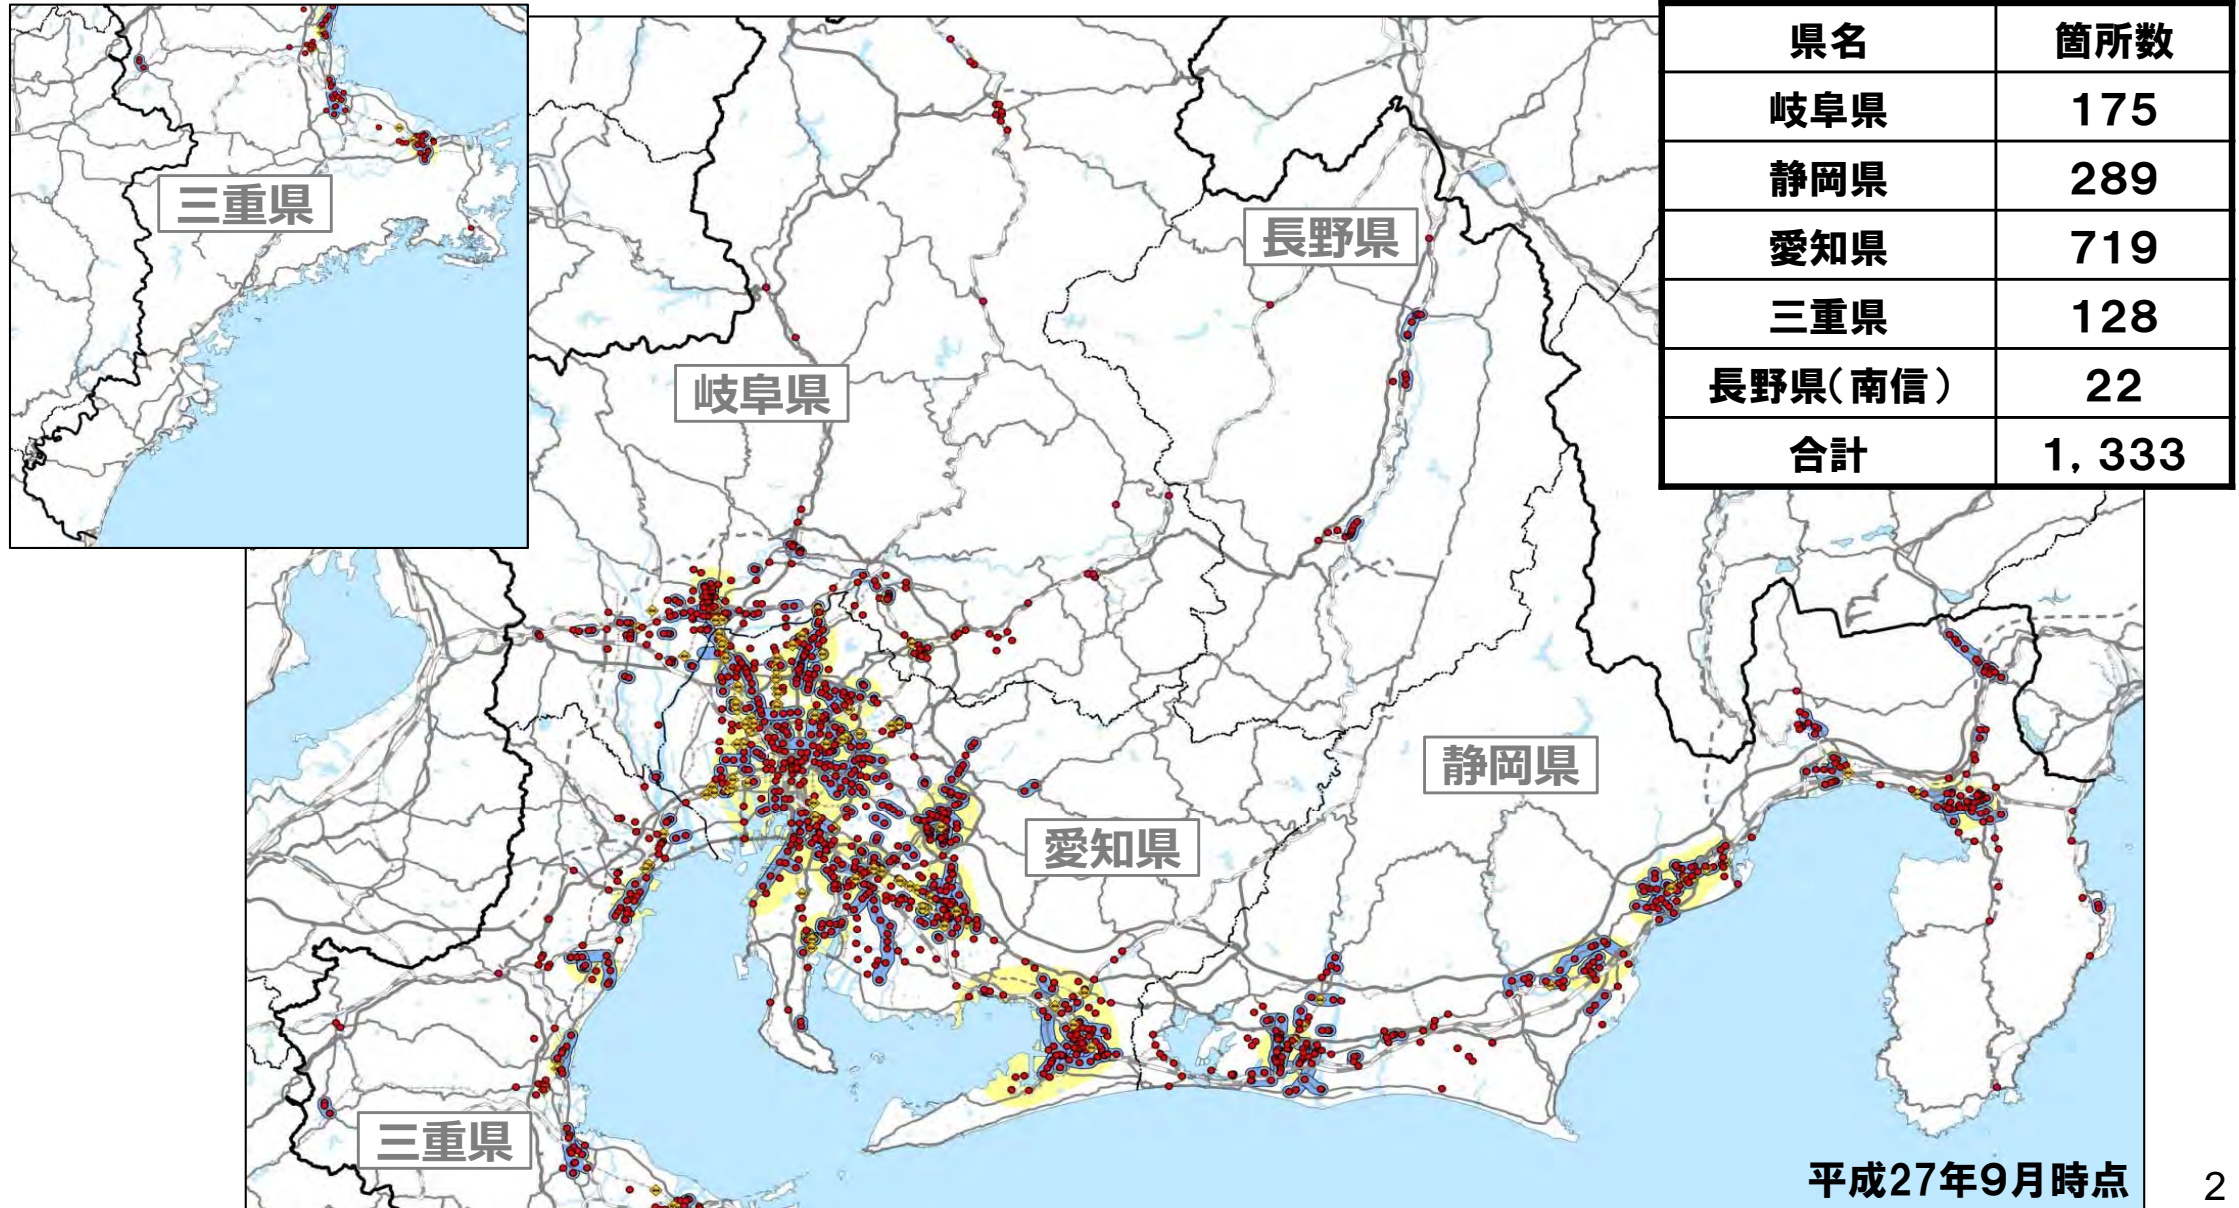 県名 箇所数
岐阜県 175
静岡県 289
愛知県 719
三重県 128
長野県(南信) 22
合計 1,333
三重県
長野県
岐阜県
静岡県
愛知県
三重県
平成27年9月時点
2